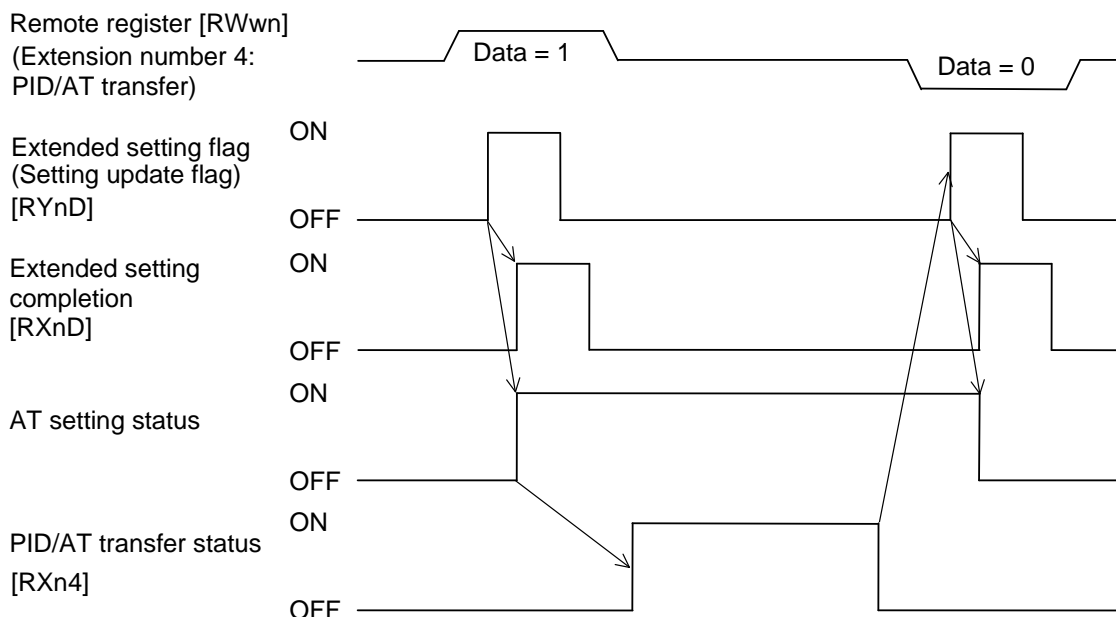 Remote register [RWwn]
(Extension number 4:
PID/AT transfer)
Data = 1
Data = 0
Extended setting flag
(Setting update flag)
[RYnD]
ON
OFF
Extended setting
completion
[RXnD]
ON
OFF
AT setting status
ON
OFF
PID/AT transfer status
[RXn4]
ON
OFF